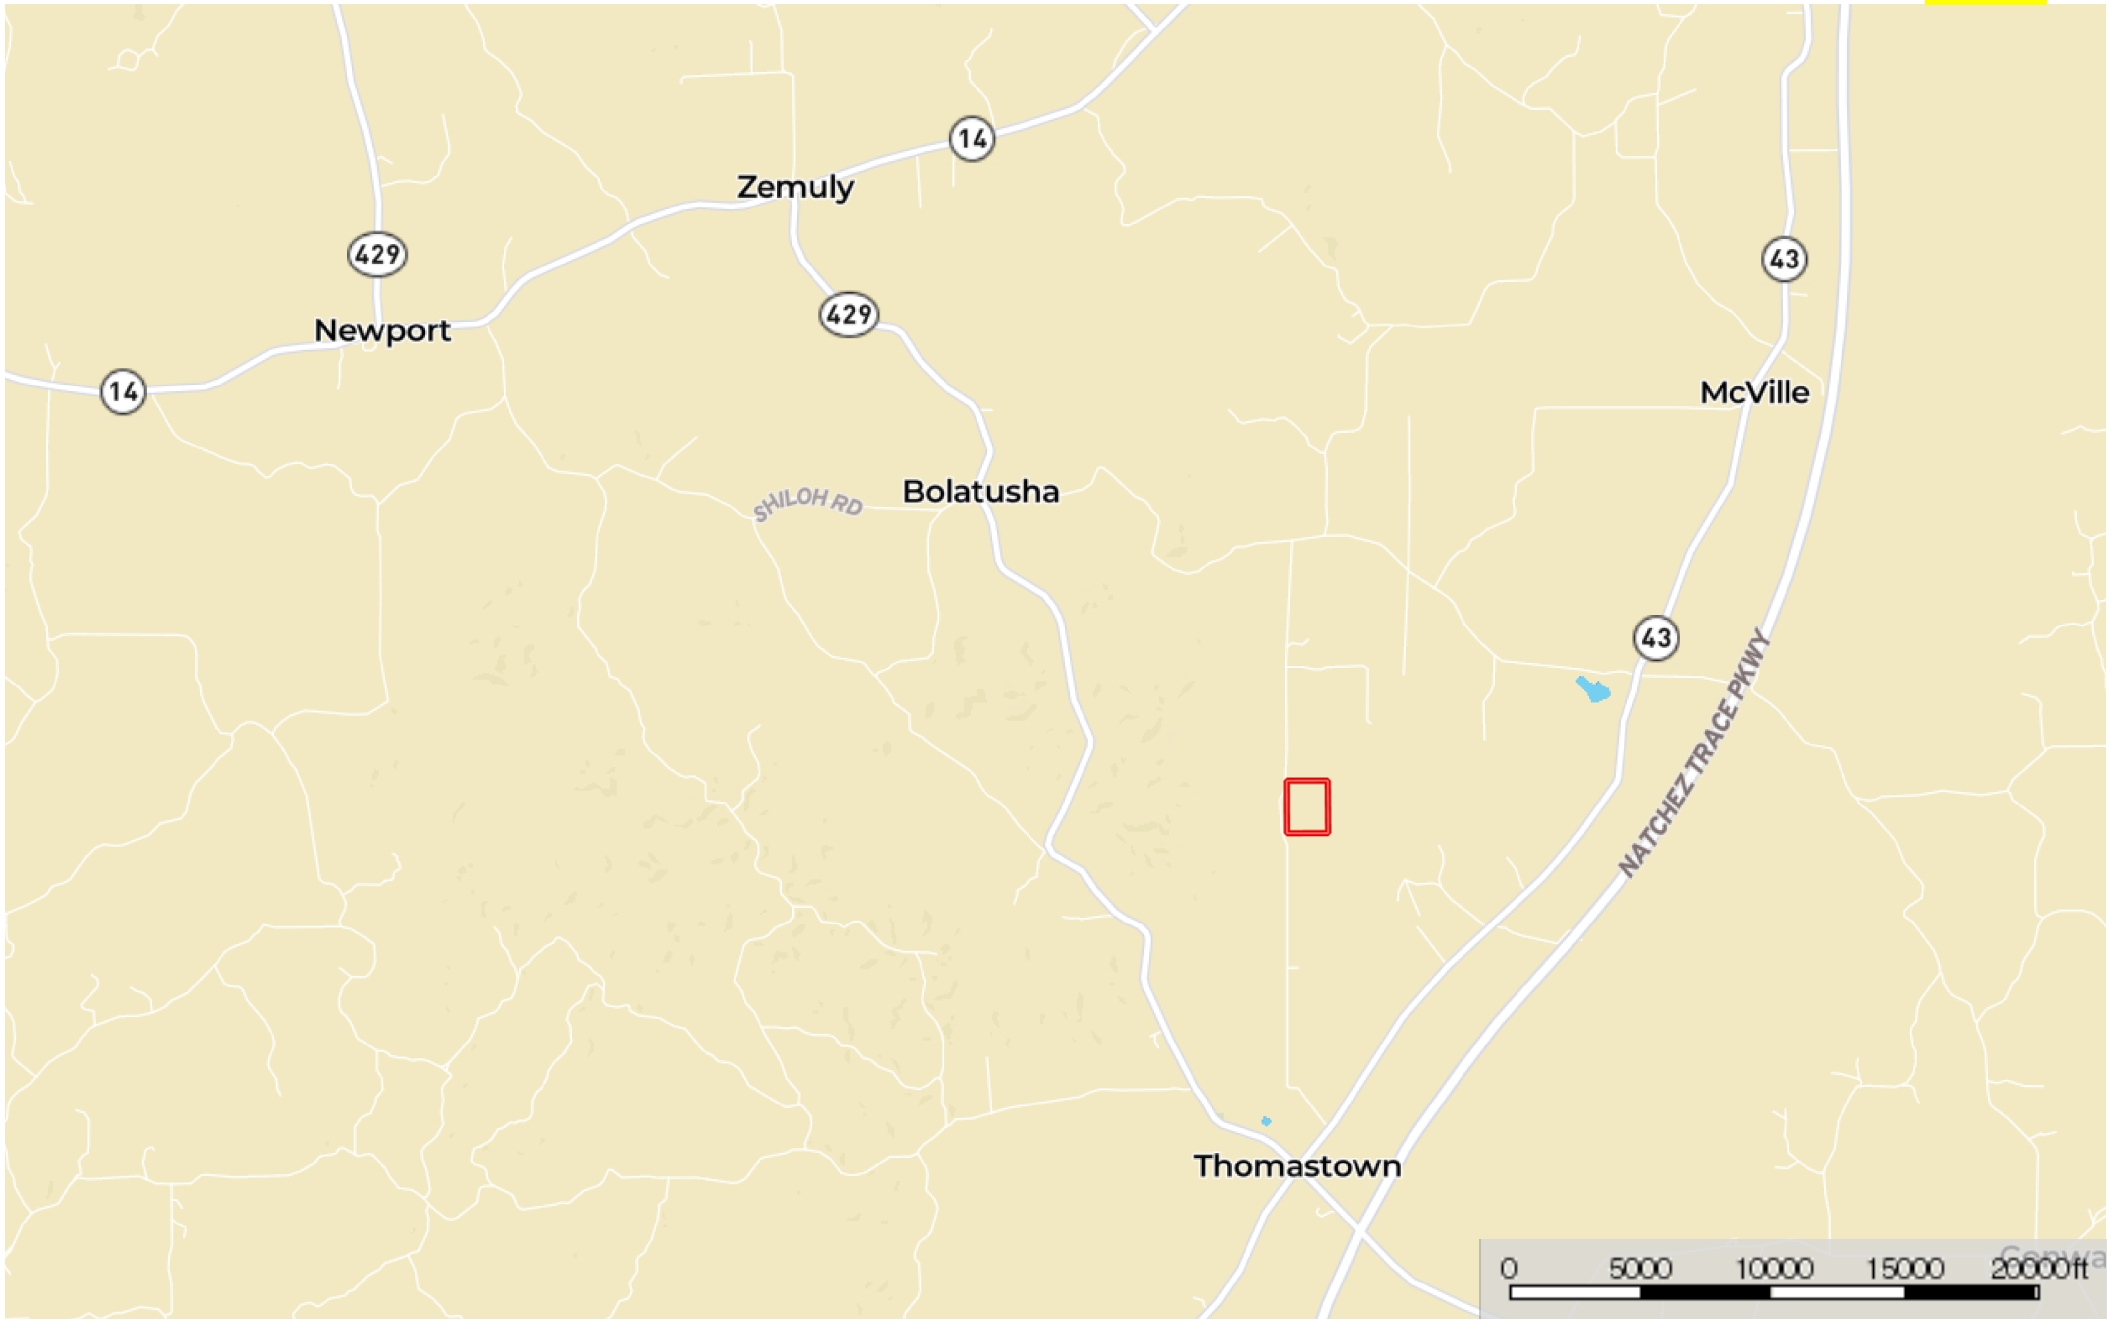 14
Zemuly
429
43
429
Newport
14
McVille
Bolatusha
SHILOH RD
43
NATCHEZ TRACE PKWY
Thomastown
0 5000 10000 15000 20000ft